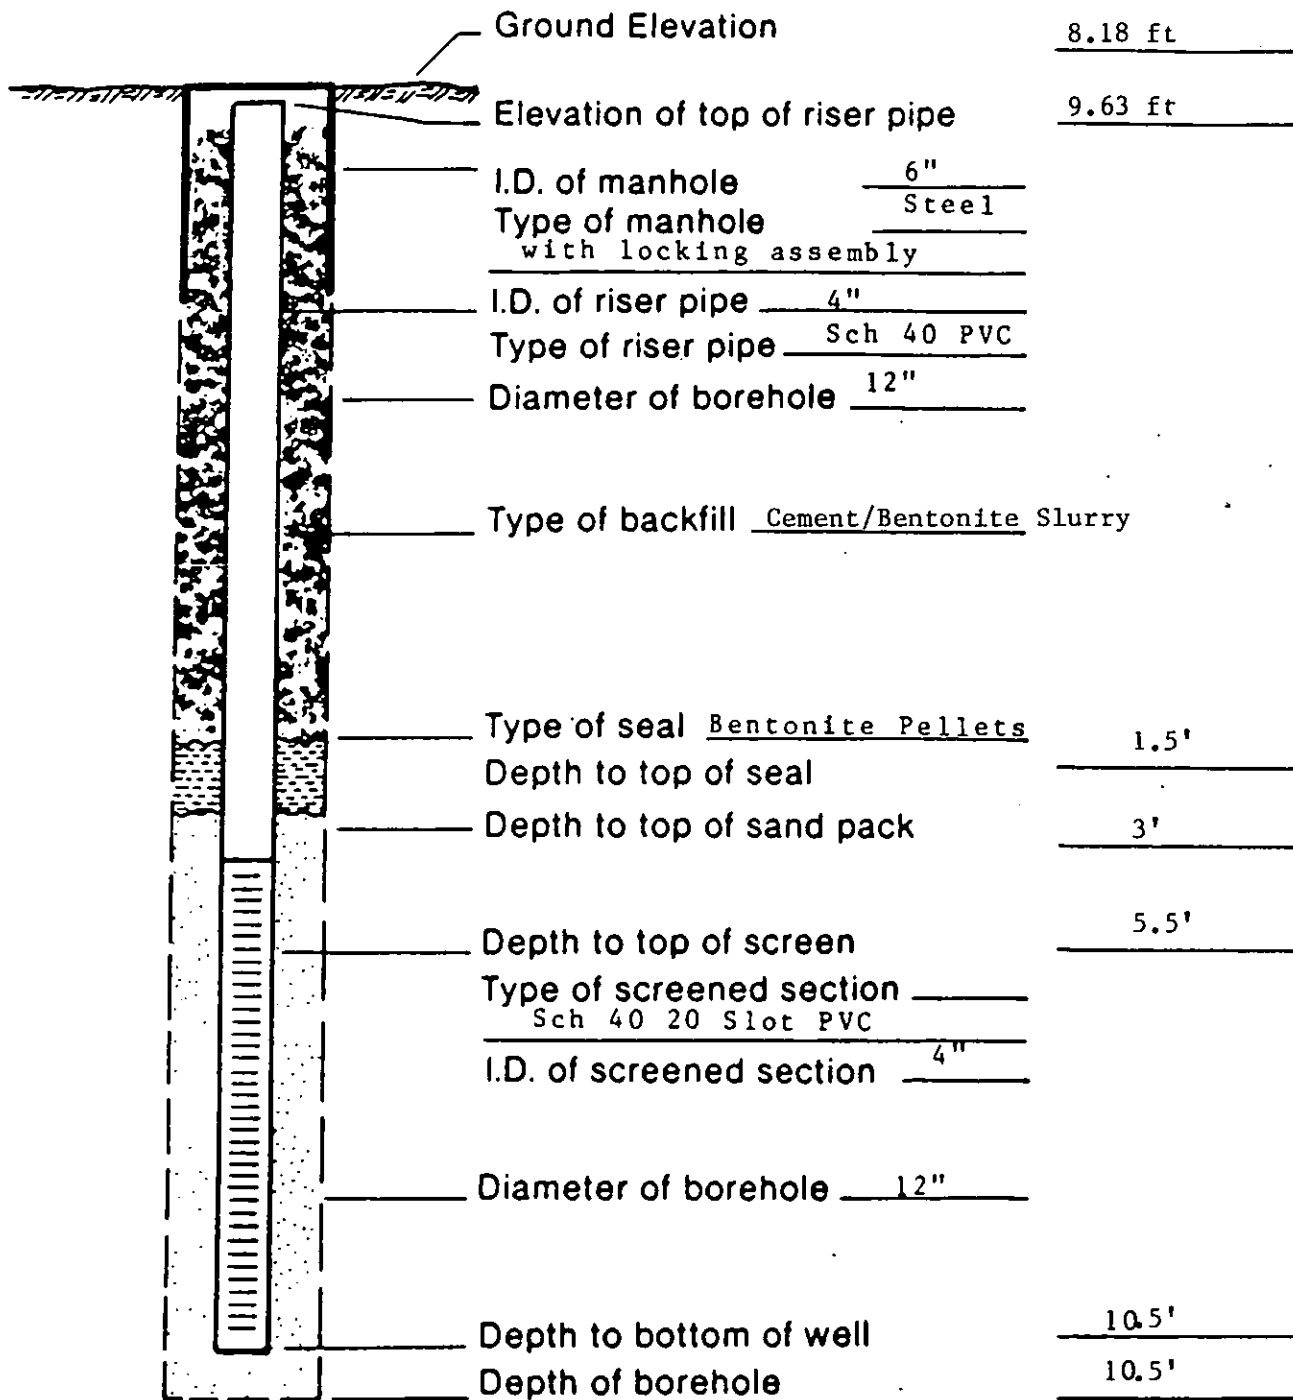 Ground Elevation 8.18 ft
Elevation of top of riser pipe 9.63 ft
I.D. of manhole 6"
Type of manhole Steel
with locking assembly
I.D. of riser pipe 4"
Type of riser pipe Sch 40 PVC
Diameter of borehole 12"
Type of backfill Cement/Bentonite Slurry
Type of seal Bentonite Pellets
Depth to top of seal 1.5'
Depth to top of sand pack 3'
Depth to top of screen 5.5'
Type of screened section
Sch 40 20 Slot PVC
I.D. of screened section 4"
Diameter of borehole 12"
Depth to bottom of well 10.5'
Depth of borehole 10.5'